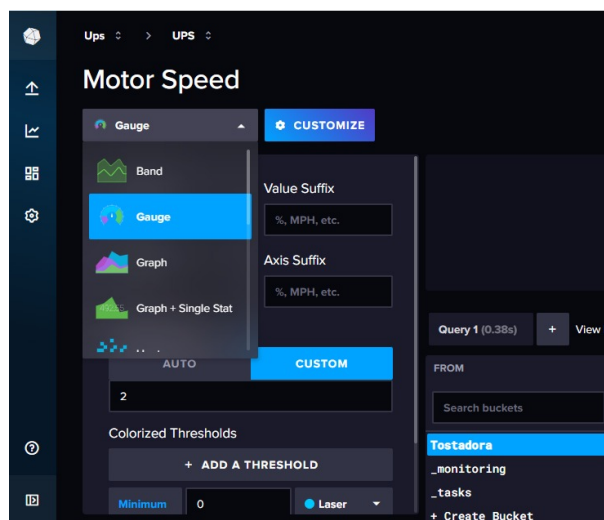 Ups > UPS
Motor Speed
Gauge
CUSTOMIZE
Band
Gauge
Graph
Graph + Single Stat
Value Suffix
%, MPH, etc.
Axis Suffix
%, MPH, etc.
AUTO CUSTOM
2
Colorized Thresholds
+ ADD A THRESHOLD
Minimum 0 Laser
Query 1 (0.38s) + View
FROM
Search buckets
Tostadora
_monitoring
_tasks
+ Create Bucket